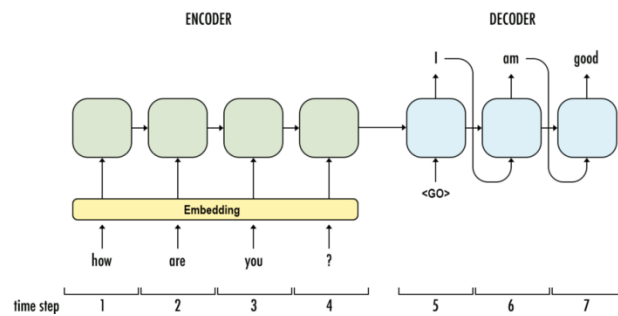 ENCODER DECODER
I am good
<GO>
Embedding
how are you ?
time step 1 2 3 4 5 6 7